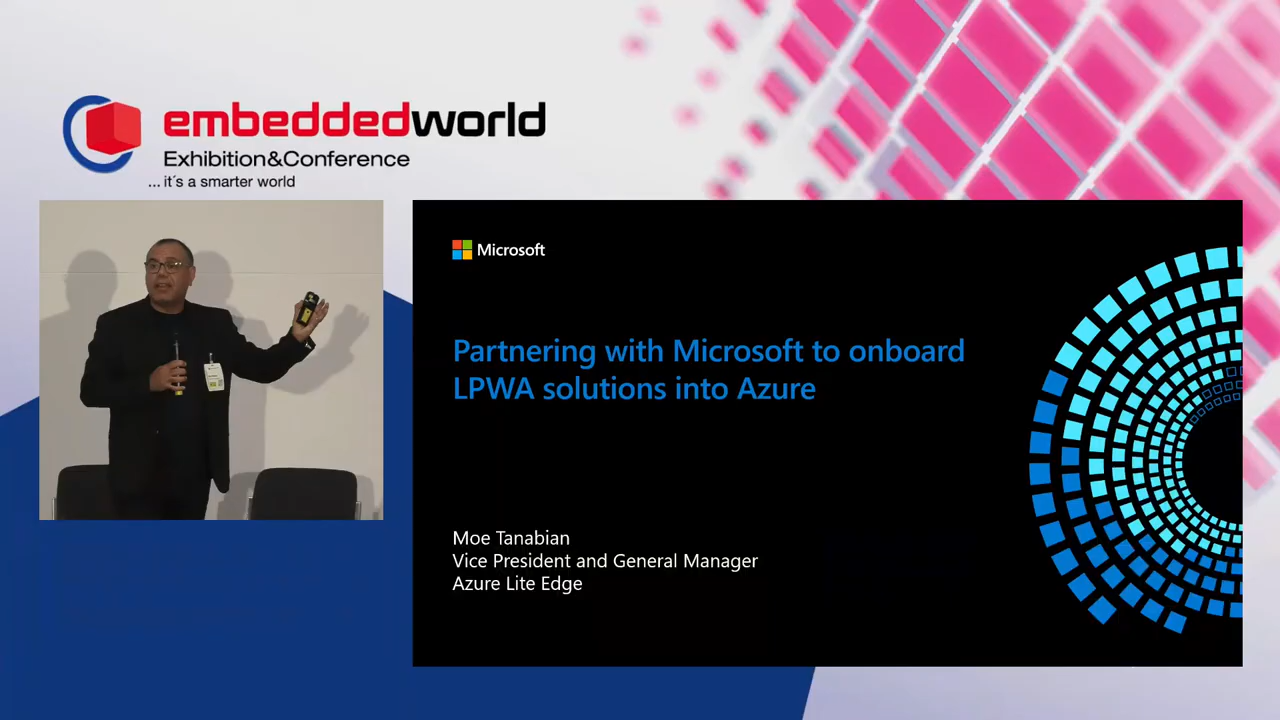 embeddedworld
Exhibition&Conference
... it´s a smarter world
Microsoft
Partnering with Microsoft to onboard
LPWA solutions into Azure
Moe Tanabian
Vice President and General Manager
Azure Lite Edge